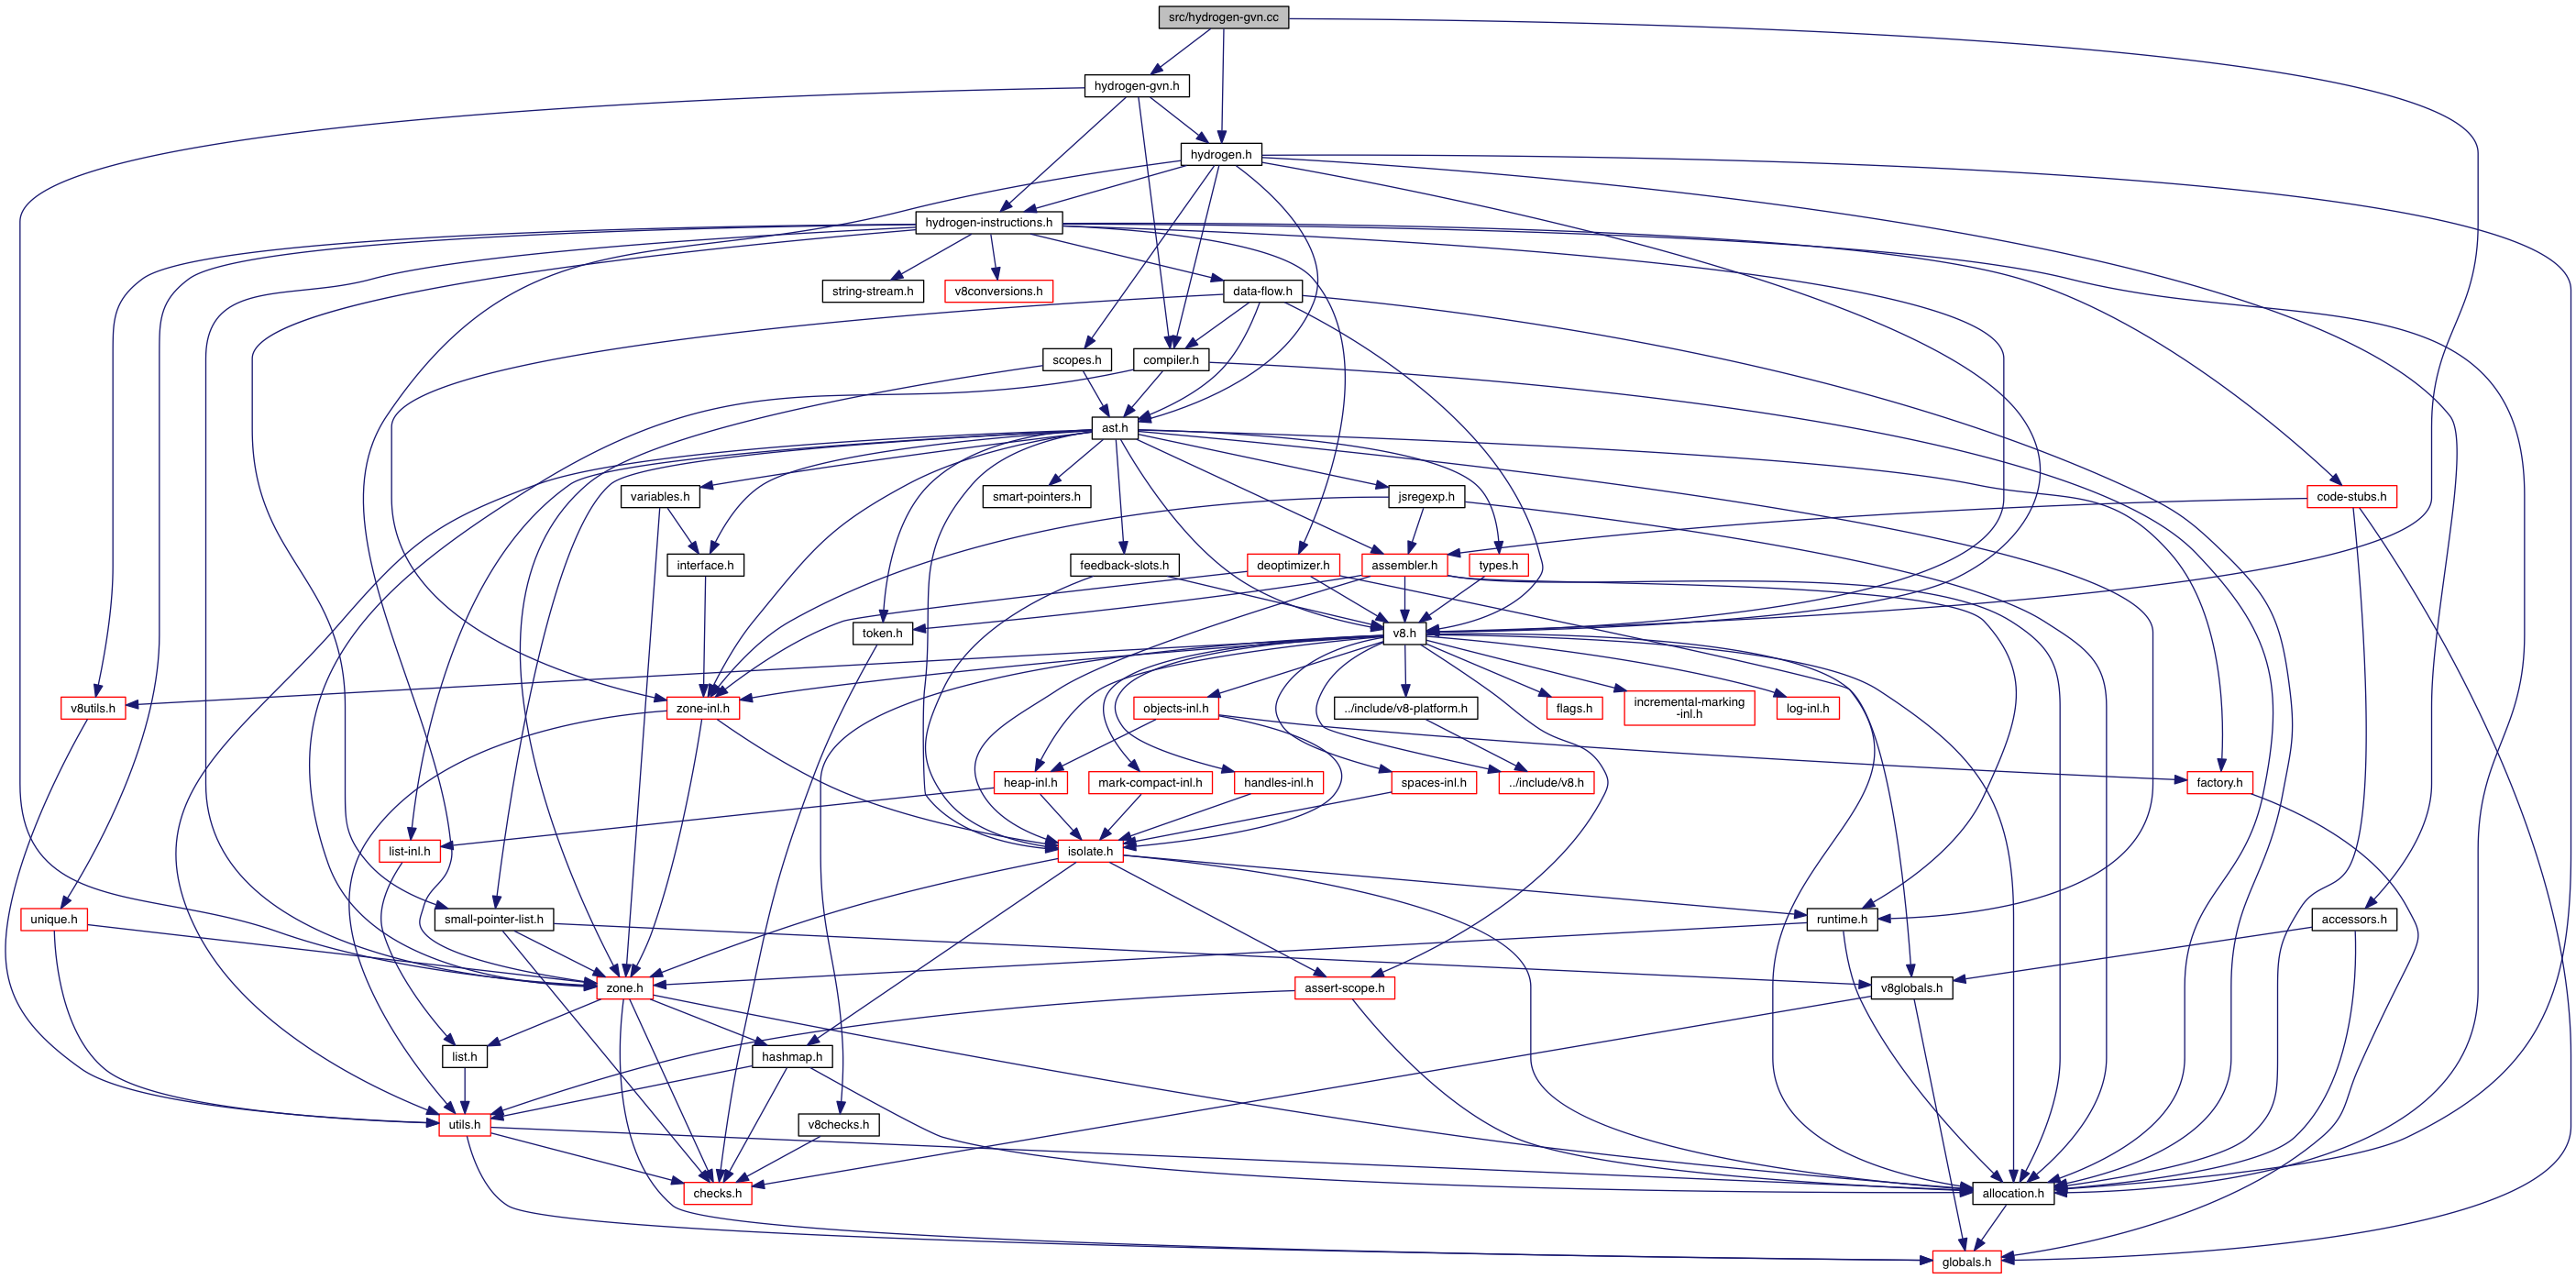 src/hydrogen-gvn.cc
hydrogen-gvn.h
hydrogen.h
hydrogen-instructions.h
string-stream.h
v8conversions.h
data-flow.h
scopes.h
compiler.h
ast.h
variables.h
smart-pointers.h
jsregexp.h
code-stubs.h
interface.h
feedback-slots.h
deoptimizer.h
assembler.h
types.h
token.h
v8.h
v8utils.h
zone-inl.h
objects-inl.h
../include/v8-platform.h
flags.h
incremental-marking
-inl.h
log-inl.h
heap-inl.h
mark-compact-inl.h
handles-inl.h
spaces-inl.h
../include/v8.h
factory.h
list-inl.h
isolate.h
unique.h
small-pointer-list.h
runtime.h
accessors.h
zone.h
assert-scope.h
v8globals.h
list.h
hashmap.h
utils.h
v8checks.h
checks.h
allocation.h
globals.h